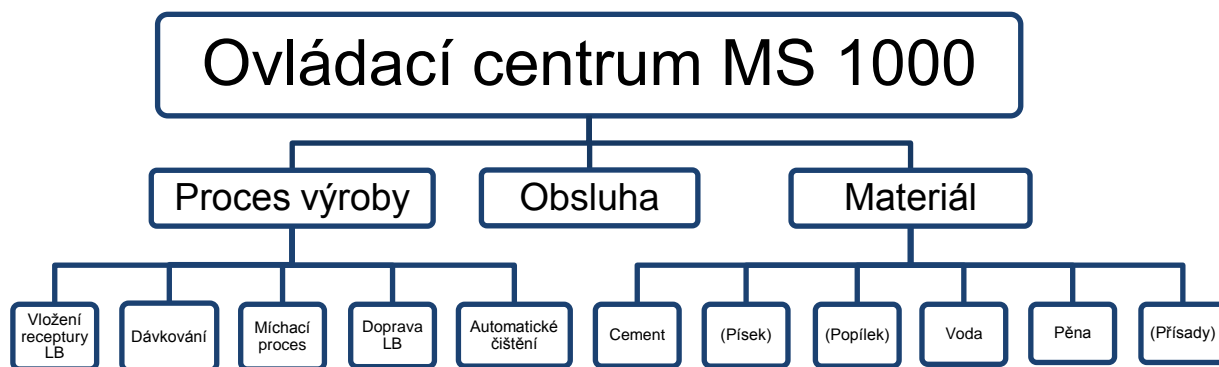 Ovládací centrum MS 1000
Proces výroby
Obsluha
Materiál
Vložení
receptury
LB
Dávkování
Míchací
proces
Doprava
LB
Automatické
čištění
Cement
(Písek)
(Popílek)
Voda
Pěna
(Přísady)